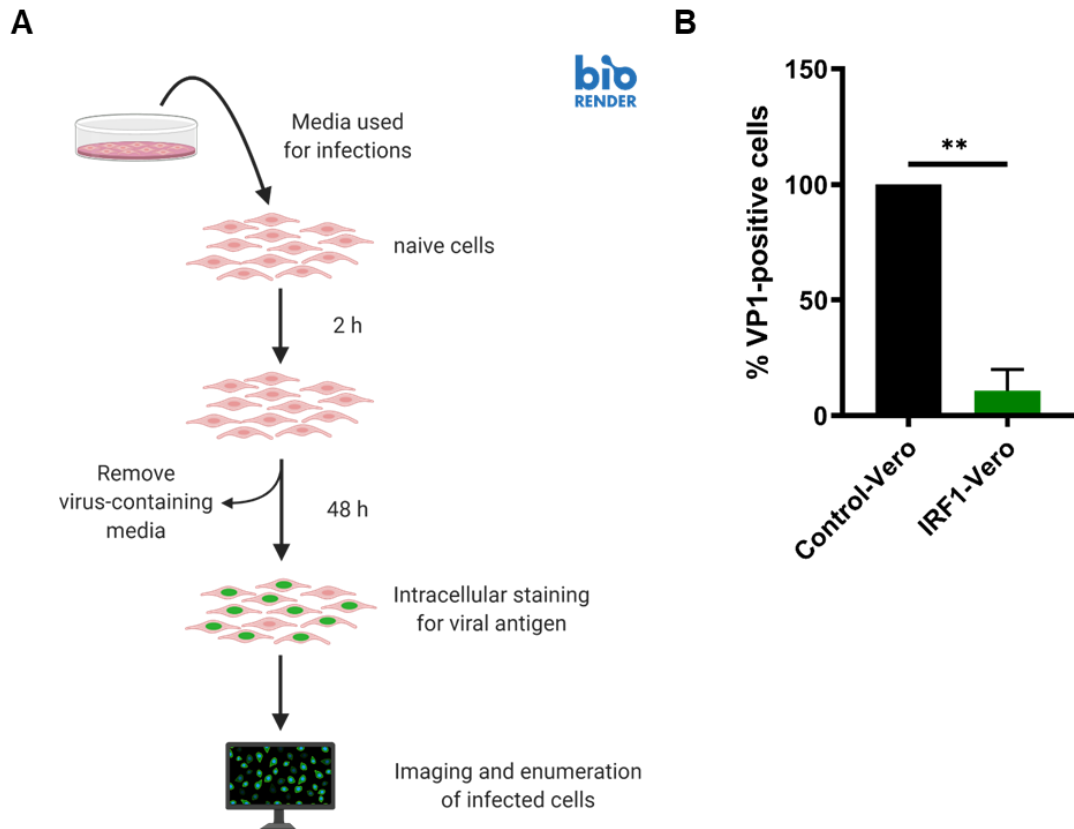 A
bio
RENDER
Media used
for infections
naive cells
2 h
Remove
virus-containing
media
48 h
Intracellular staining
for viral antigen
Imaging and enumeration
of infected cells
B
% VP1-positive cells
150
**
100
50
0
Control-Vero
IRF1-Vero